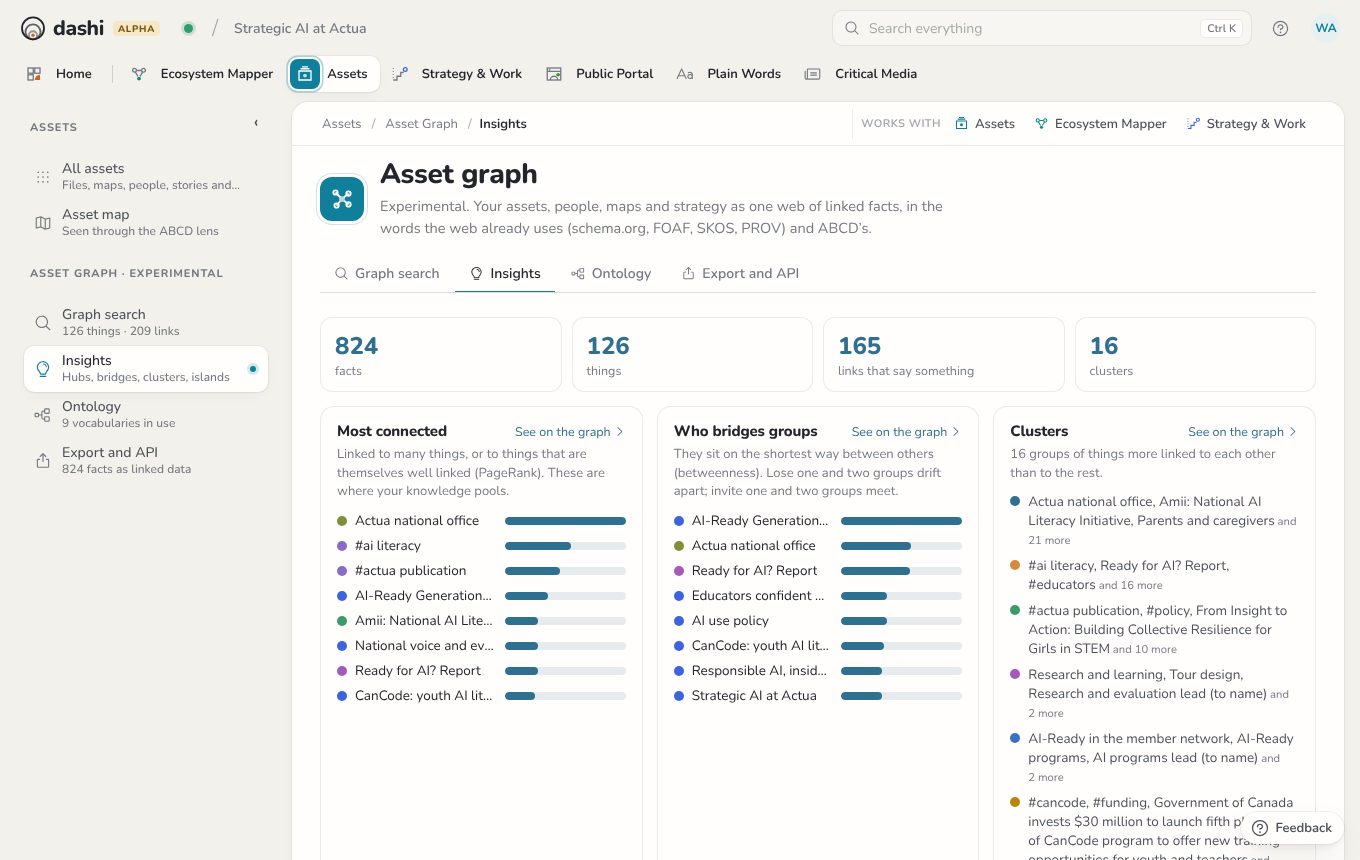 dashi ALPHA / Strategic AI at Actua
Search everything Ctrl K
WA
Home
Ecosystem Mapper
Assets
Strategy & Work
Public Portal
Aa Plain Words
Critical Media
ASSETS
All assets
Files, maps, people, stories and...
Asset map
Seen through the ABCD lens
ASSET GRAPH · EXPERIMENTAL
Graph search
126 things · 209 links
Insights
Hubs, bridges, clusters, islands
Ontology
9 vocabularies in use
Export and API
824 facts as linked data
Assets / Asset Graph / Insights
WORKS WITH Assets Ecosystem Mapper Strategy & Work
Asset graph
Experimental. Your assets, people, maps and strategy as one web of linked facts, in the
words the web already uses (schema.org, FOAF, SKOS, PROV) and ABCD's.
Graph search
Insights
Ontology
Export and API
824
facts
126
things
165
links that say something
16
clusters
Most connected See on the graph
Linked to many things, or to things that are
themselves well linked (PageRank). These are
where your knowledge pools.
Actua national office
#ai literacy
#actua publication
AI-Ready Generation...
Amii: National AI Lite...
National voice and ev...
Ready for AI? Report
CanCode: youth AI lit...
Who bridges groups See on the graph
They sit on the shortest way between others
(betweenness). Lose one and two groups drift
apart; invite one and two groups meet.
AI-Ready Generation...
Actua national office
Ready for AI? Report
Educators confident ...
AI use policy
CanCode: youth AI lit...
Responsible AI, insid...
Strategic AI at Actua
Clusters See on the graph
16 groups of things more linked to each other
than to the rest.
Actua national office, Amii: National AI
Literacy Initiative, Parents and caregivers and
21 more
#ai literacy, Ready for AI? Report,
#educators and 16 more
#actua publication, #policy, From Insight to
Action: Building Collective Resilience for
Girls in STEM and 10 more
Research and learning, Tour design,
Research and evaluation lead (to name) and
2 more
AI-Ready in the member network, AI-Ready
programs, AI programs lead (to name) and
2 more
#cancode, #funding, Government of Canada
invests $30 million to launch fifth
of CanCode program to offer new training
opportunities for youth and teachers and
Feedback